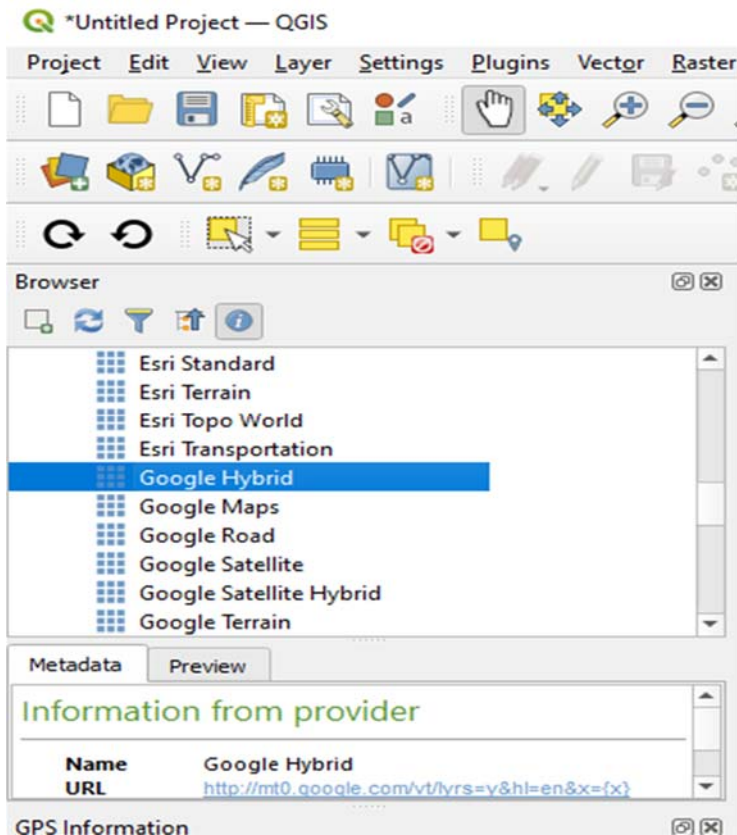 *Untitled Project — QGIS
Project Edit View Layer Settings Plugins Vector Raster
a
Browser
Esri Standard
Esri Terrain
Esri Topo World
Esri Transportation
Google Hybrid
Google Maps
Google Road
Google Satellite
Google Satellite Hybrid
Google Terrain
Metadata Preview
Information from provider
Name Google Hybrid
URL http://mt0.google.com/vt/lyrs=y&hl=en&x={x}
GPS Information